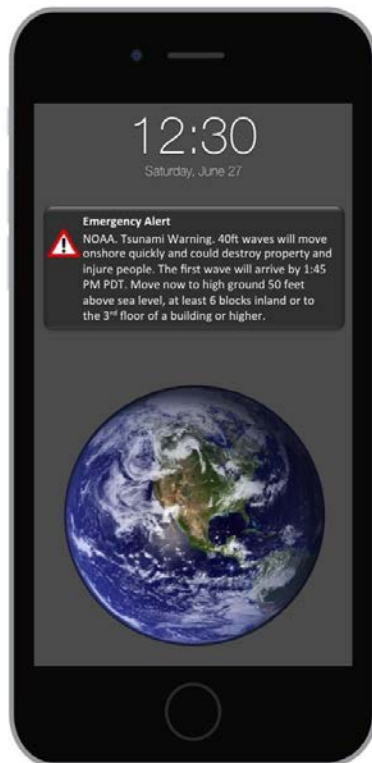 12:30
Saturday, June 27
Emergency Alert
NOAA. Tsunami Warning. 40ft waves will move
onshore quickly and could destroy property and
injure people. The first wave will arrive by 1:45
PM PDT. Move now to high ground 50 feet
above sea level, at least 6 blocks inland or to
the 3rd floor of a building or higher.